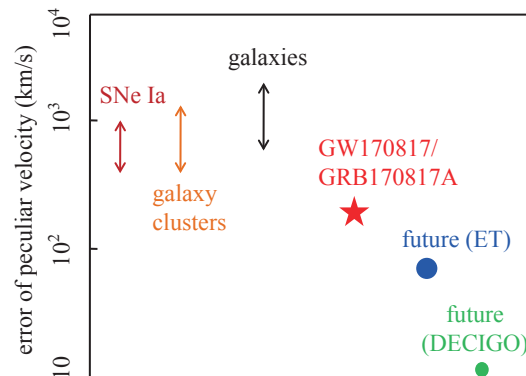 error of peculiar velocity (km/s)
10^4
10^3
10^2
10
SNe Ia
galaxy
clusters
galaxies
GW170817/
GRB170817A
future (ET)
future
(DECIGO)